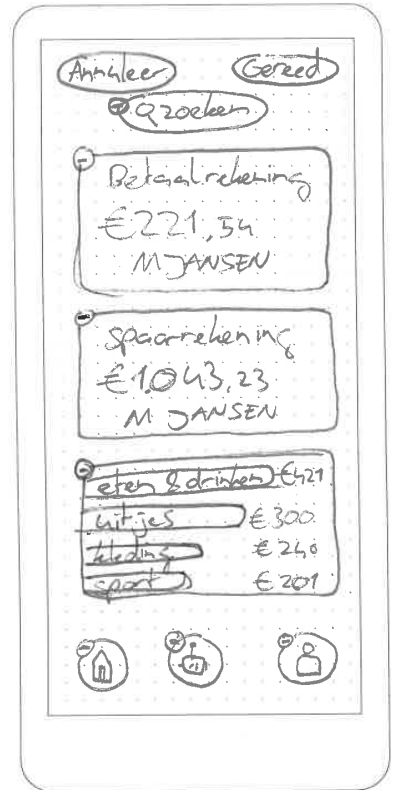 Annuleer Gereed
zoeken
Betaalrekening
€221,54
M JANSEN
Spaarrekening
€1.043,23
M JANSEN
eten & drinken €421
uitjes €300
kleding €240
sport €201